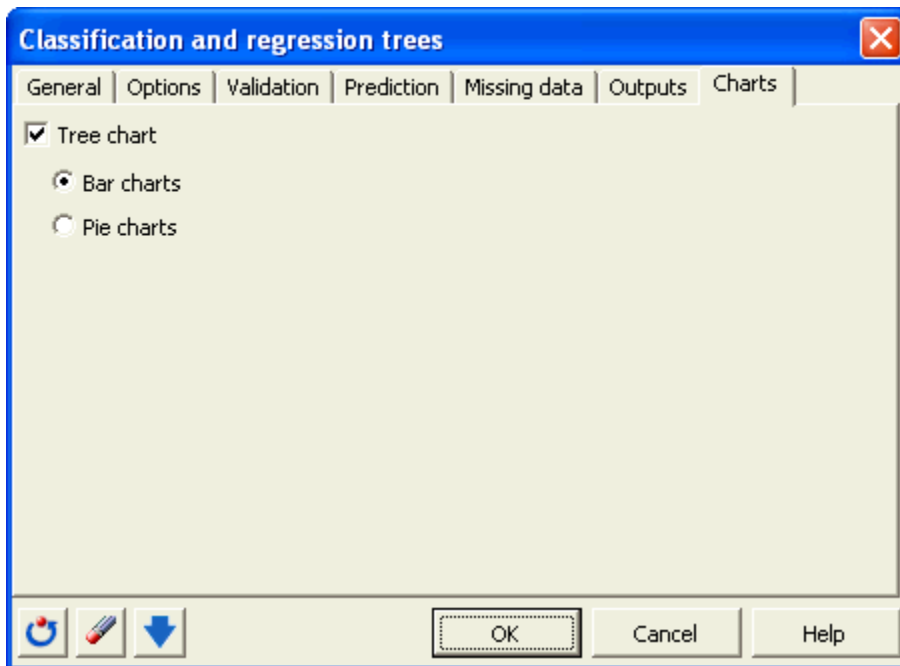 Classification and regression trees
General Options Validation Prediction Missing data Outputs Charts
Tree chart
Bar charts
Pie charts
OK Cancel Help